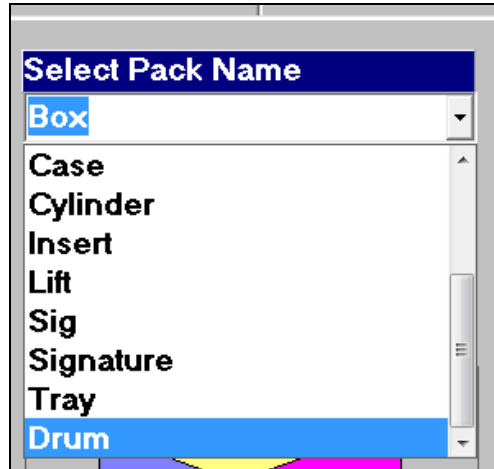 Select Pack Name
Box
Case
Cylinder
Insert
Lift
Sig
Signature
Tray
Drum